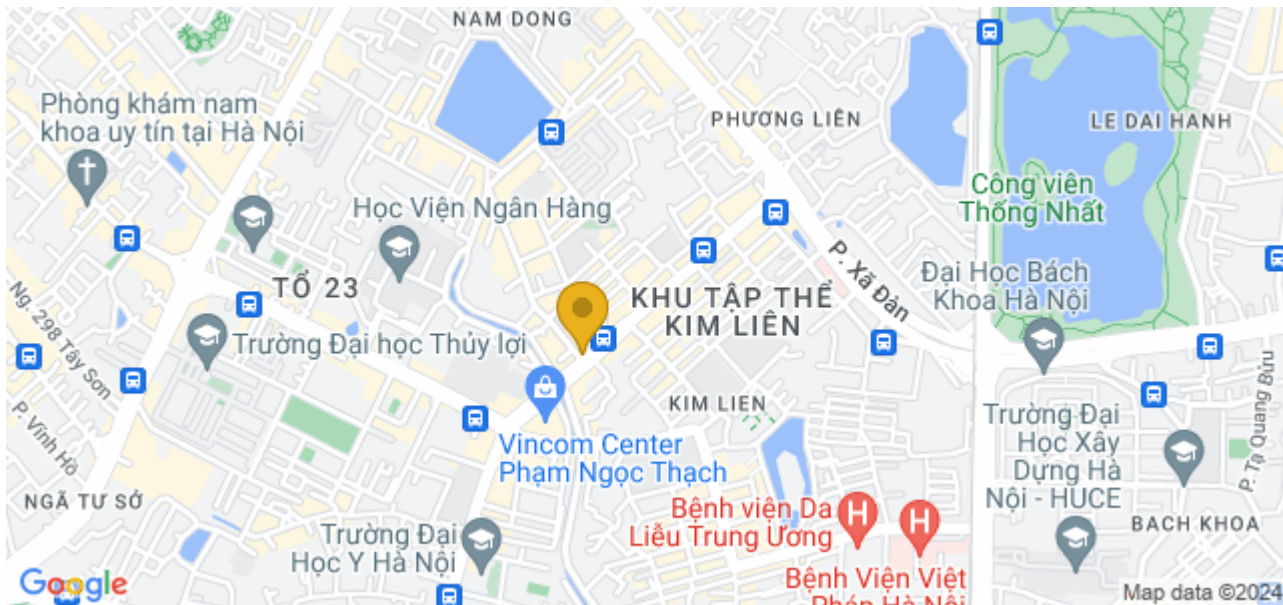 NAM DONG
Phòng khám nam
khoa uy tín tại Hà Nội
PHƯƠNG LIÊN
LE DAI HANH
Công viên
Thống Nhất
Học Viện Ngân Hàng
P. Xã Đàn
Đại Học Bách
Khoa Hà Nội
TỔ 23
KHU TẬP THỂ
KIM LIÊN
Ng. 298 Tây Sơn
Trường Đại học Thủy lợi
P. Vĩnh Hồ
KIM LIEN
Vincom Center
Phạm Ngọc Thạch
Trường Đại
Học Xây
Dựng Hà
Nội - HUCE
P. Tạ Quang Bửu
NGÃ TƯ SỞ
Bệnh viện Da
Liễu Trung Ương
H
H
BACH KHOA
Trường Đại
Học Y Hà Nội
Bệnh Viện Việt
Pháp Hà Nội
Google
Map data ©2024